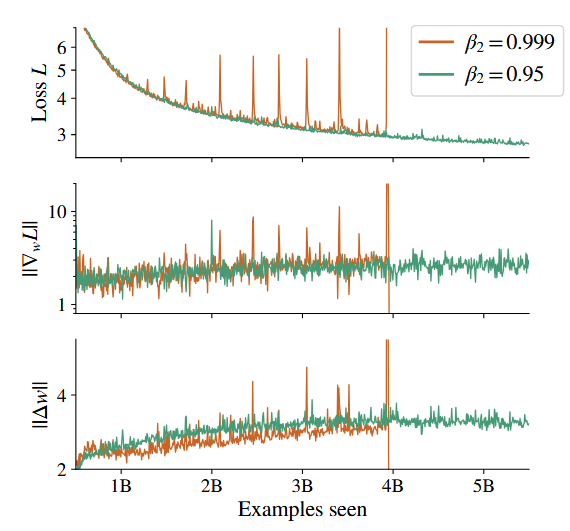 β₂ = 0.999
β₂ = 0.95
Loss L
6
5
4
3
||∇wL||
10
1
||Δw||
4
2
1B 2B 3B 4B 5B
Examples seen